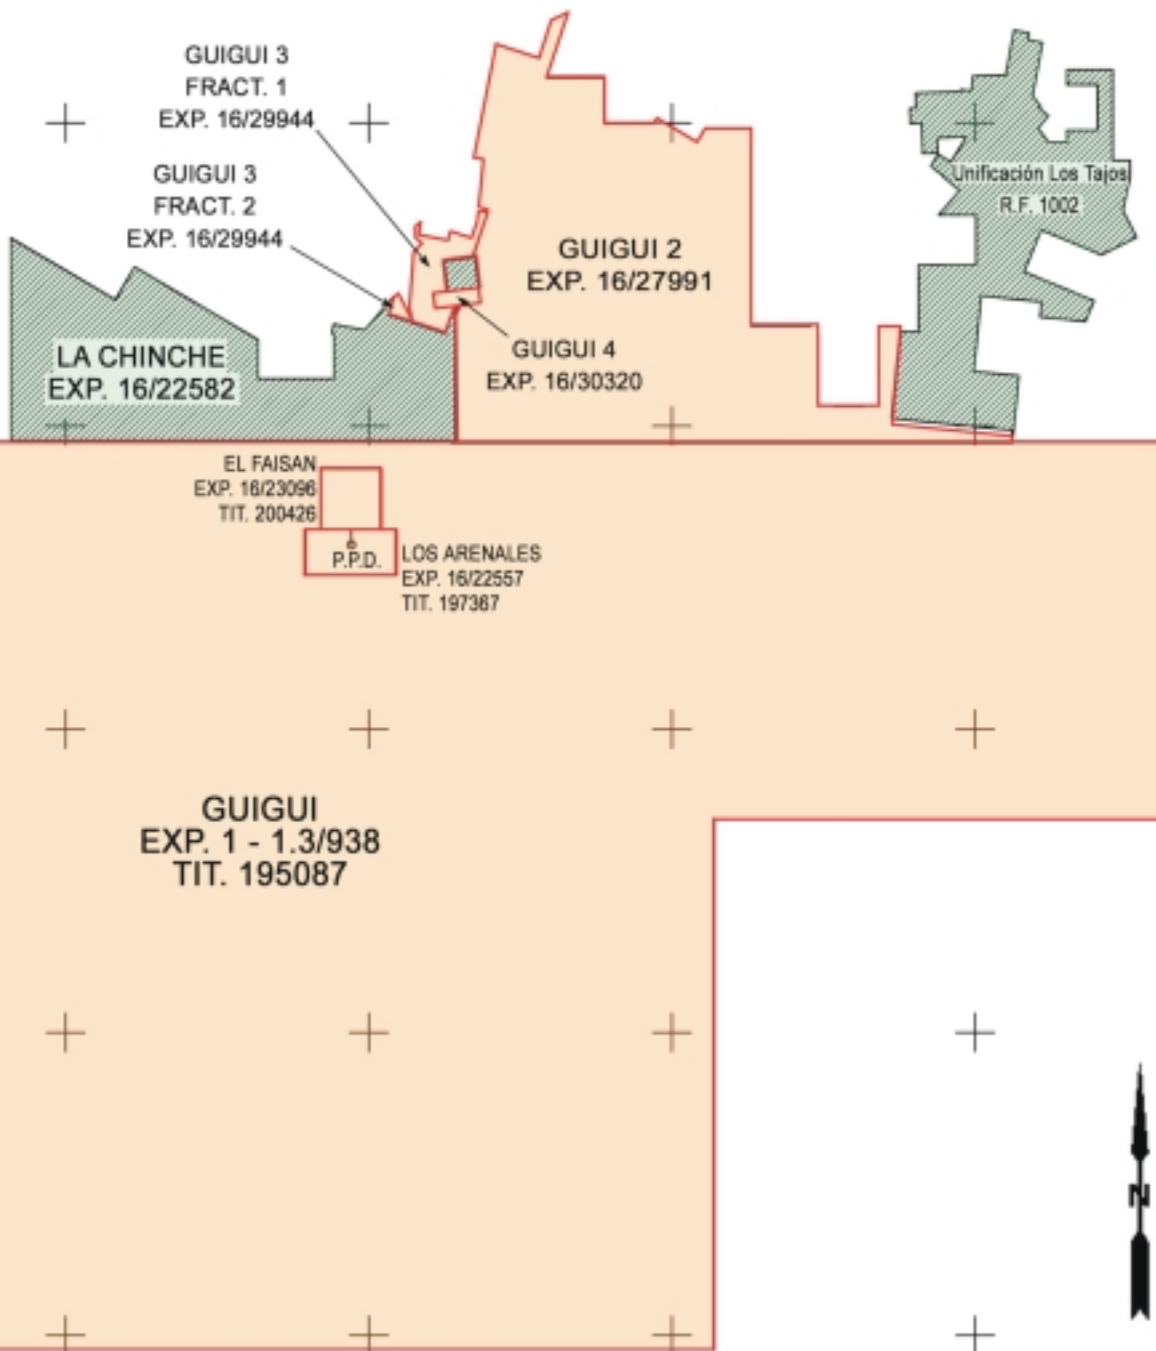 GUIGUI 3
FRACT. 1
EXP. 16/29944
GUIGUI 3
FRACT. 2
EXP. 16/29944
Unificación Los Tajos
R.F. 1002
GUIGUI 2
EXP. 16/27991
GUIGUI 4
EXP. 16/30320
LA CHINCHE
EXP. 16/22582
EL FAISAN
EXP. 16/23096
TIT. 200426
P.P.D.
LOS ARENALES
EXP. 16/22557
TIT. 197367
GUIGUI
EXP. 1 - 1.3/938
TIT. 195087
N